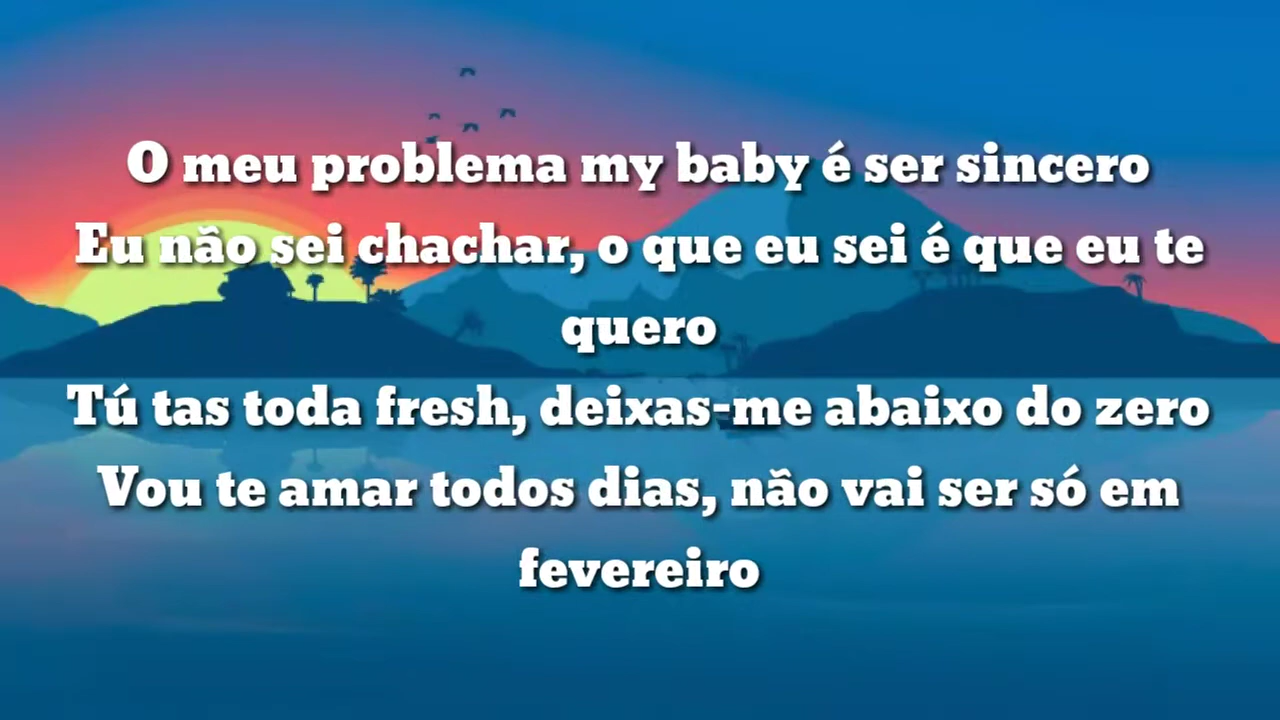 O meu problema my baby é ser sincero
Eu não sei chachar, o que eu sei é que eu te
quero
Tú tas toda fresh, deixas-me abaixo do zero
Vou te amar todos dias, não vai ser só em
fevereiro